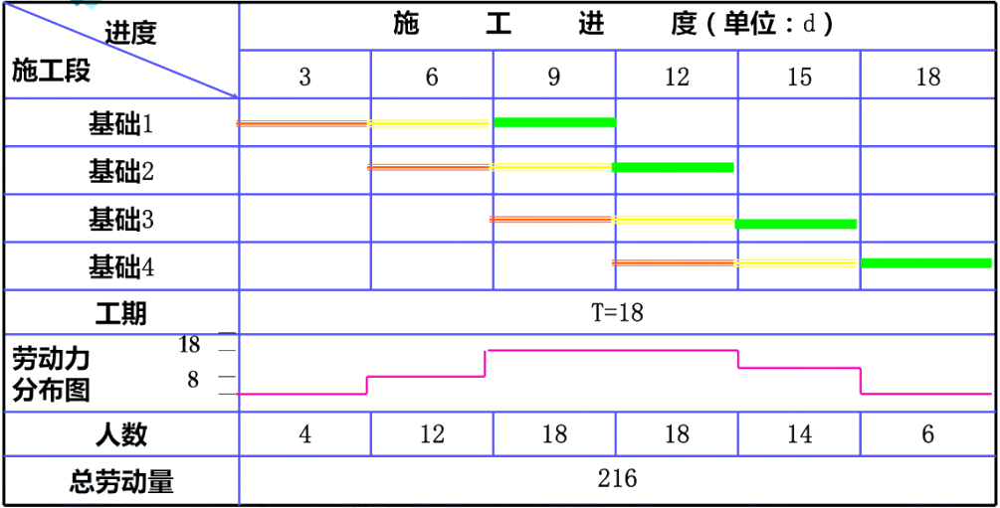 进度
施 工 进 度(单位:d)
施工段
3 6 9 12 15 18
基础1
基础2
基础3
基础4
工期 T=18
劳动力
分布图
18
8
人数 4 12 18 18 14 6
总劳动量 216